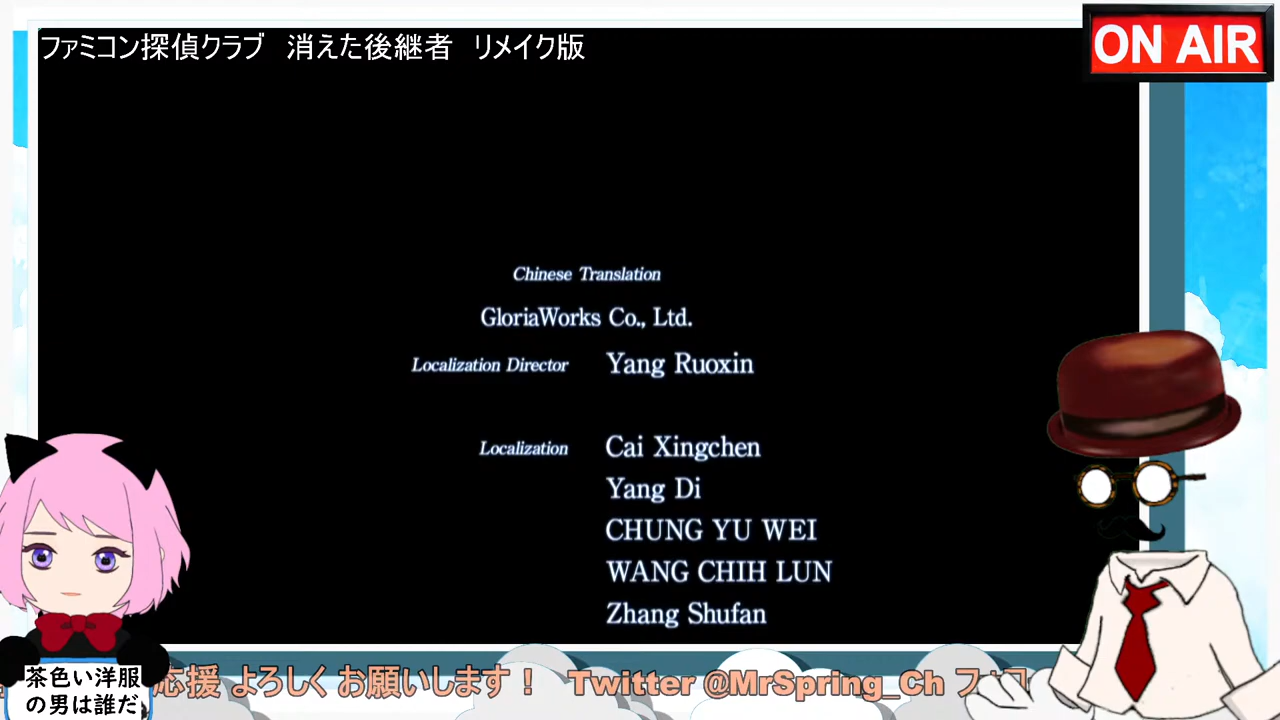 ファミコン探偵クラブ 消えた後継者 リメイク版
ON AIR
Chinese Translation
GloriaWorks Co., Ltd.
Localization Director Yang Ruoxin
Localization Cai Xingchen
Yang Di
CHUNG YU WEI
WANG CHIH LUN
Zhang Shufan
茶色い洋服
の男は誰だ
応援 よろしく お願いします! Twitter @MrSpring_Ch